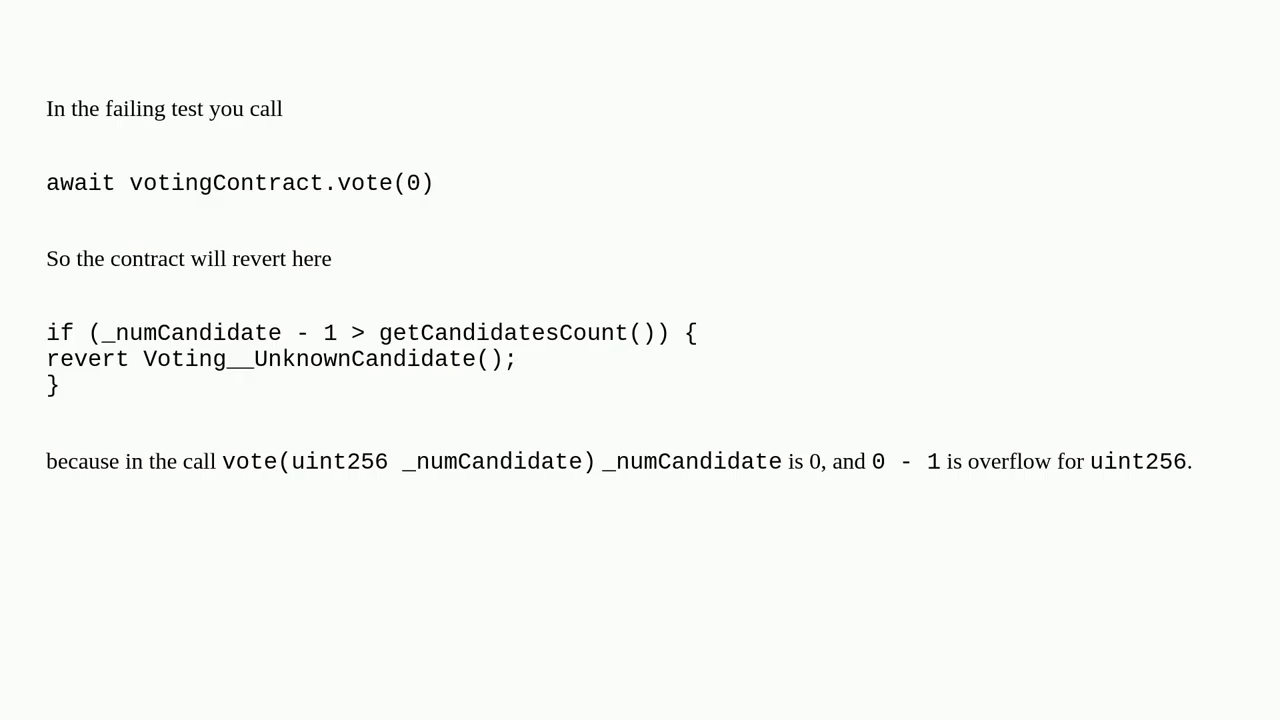 In the failing test you call
await votingContract.vote(0)
So the contract will revert here
if (_numCandidate - 1 > getCandidatesCount()) {
revert Voting__UnknownCandidate();
}
because in the call vote(uint256 _numCandidate) _numCandidate is 0, and 0 - 1 is overflow for uint256.